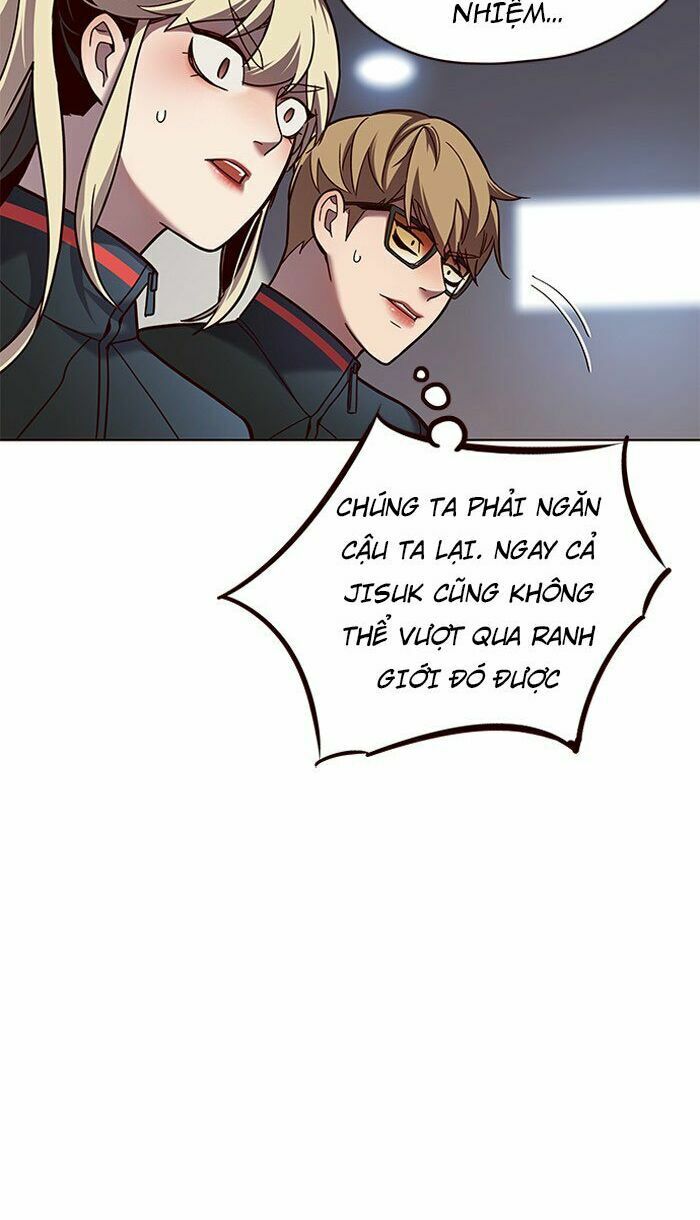 NHIỆM...
CHÚNG TA PHẢI NGĂN
CẬU TA LẠI. NGAY CẢ
JISUK CŨNG KHÔNG
THỂ VƯỢT QUA RANH
GIỚI ĐÓ ĐƯỢC